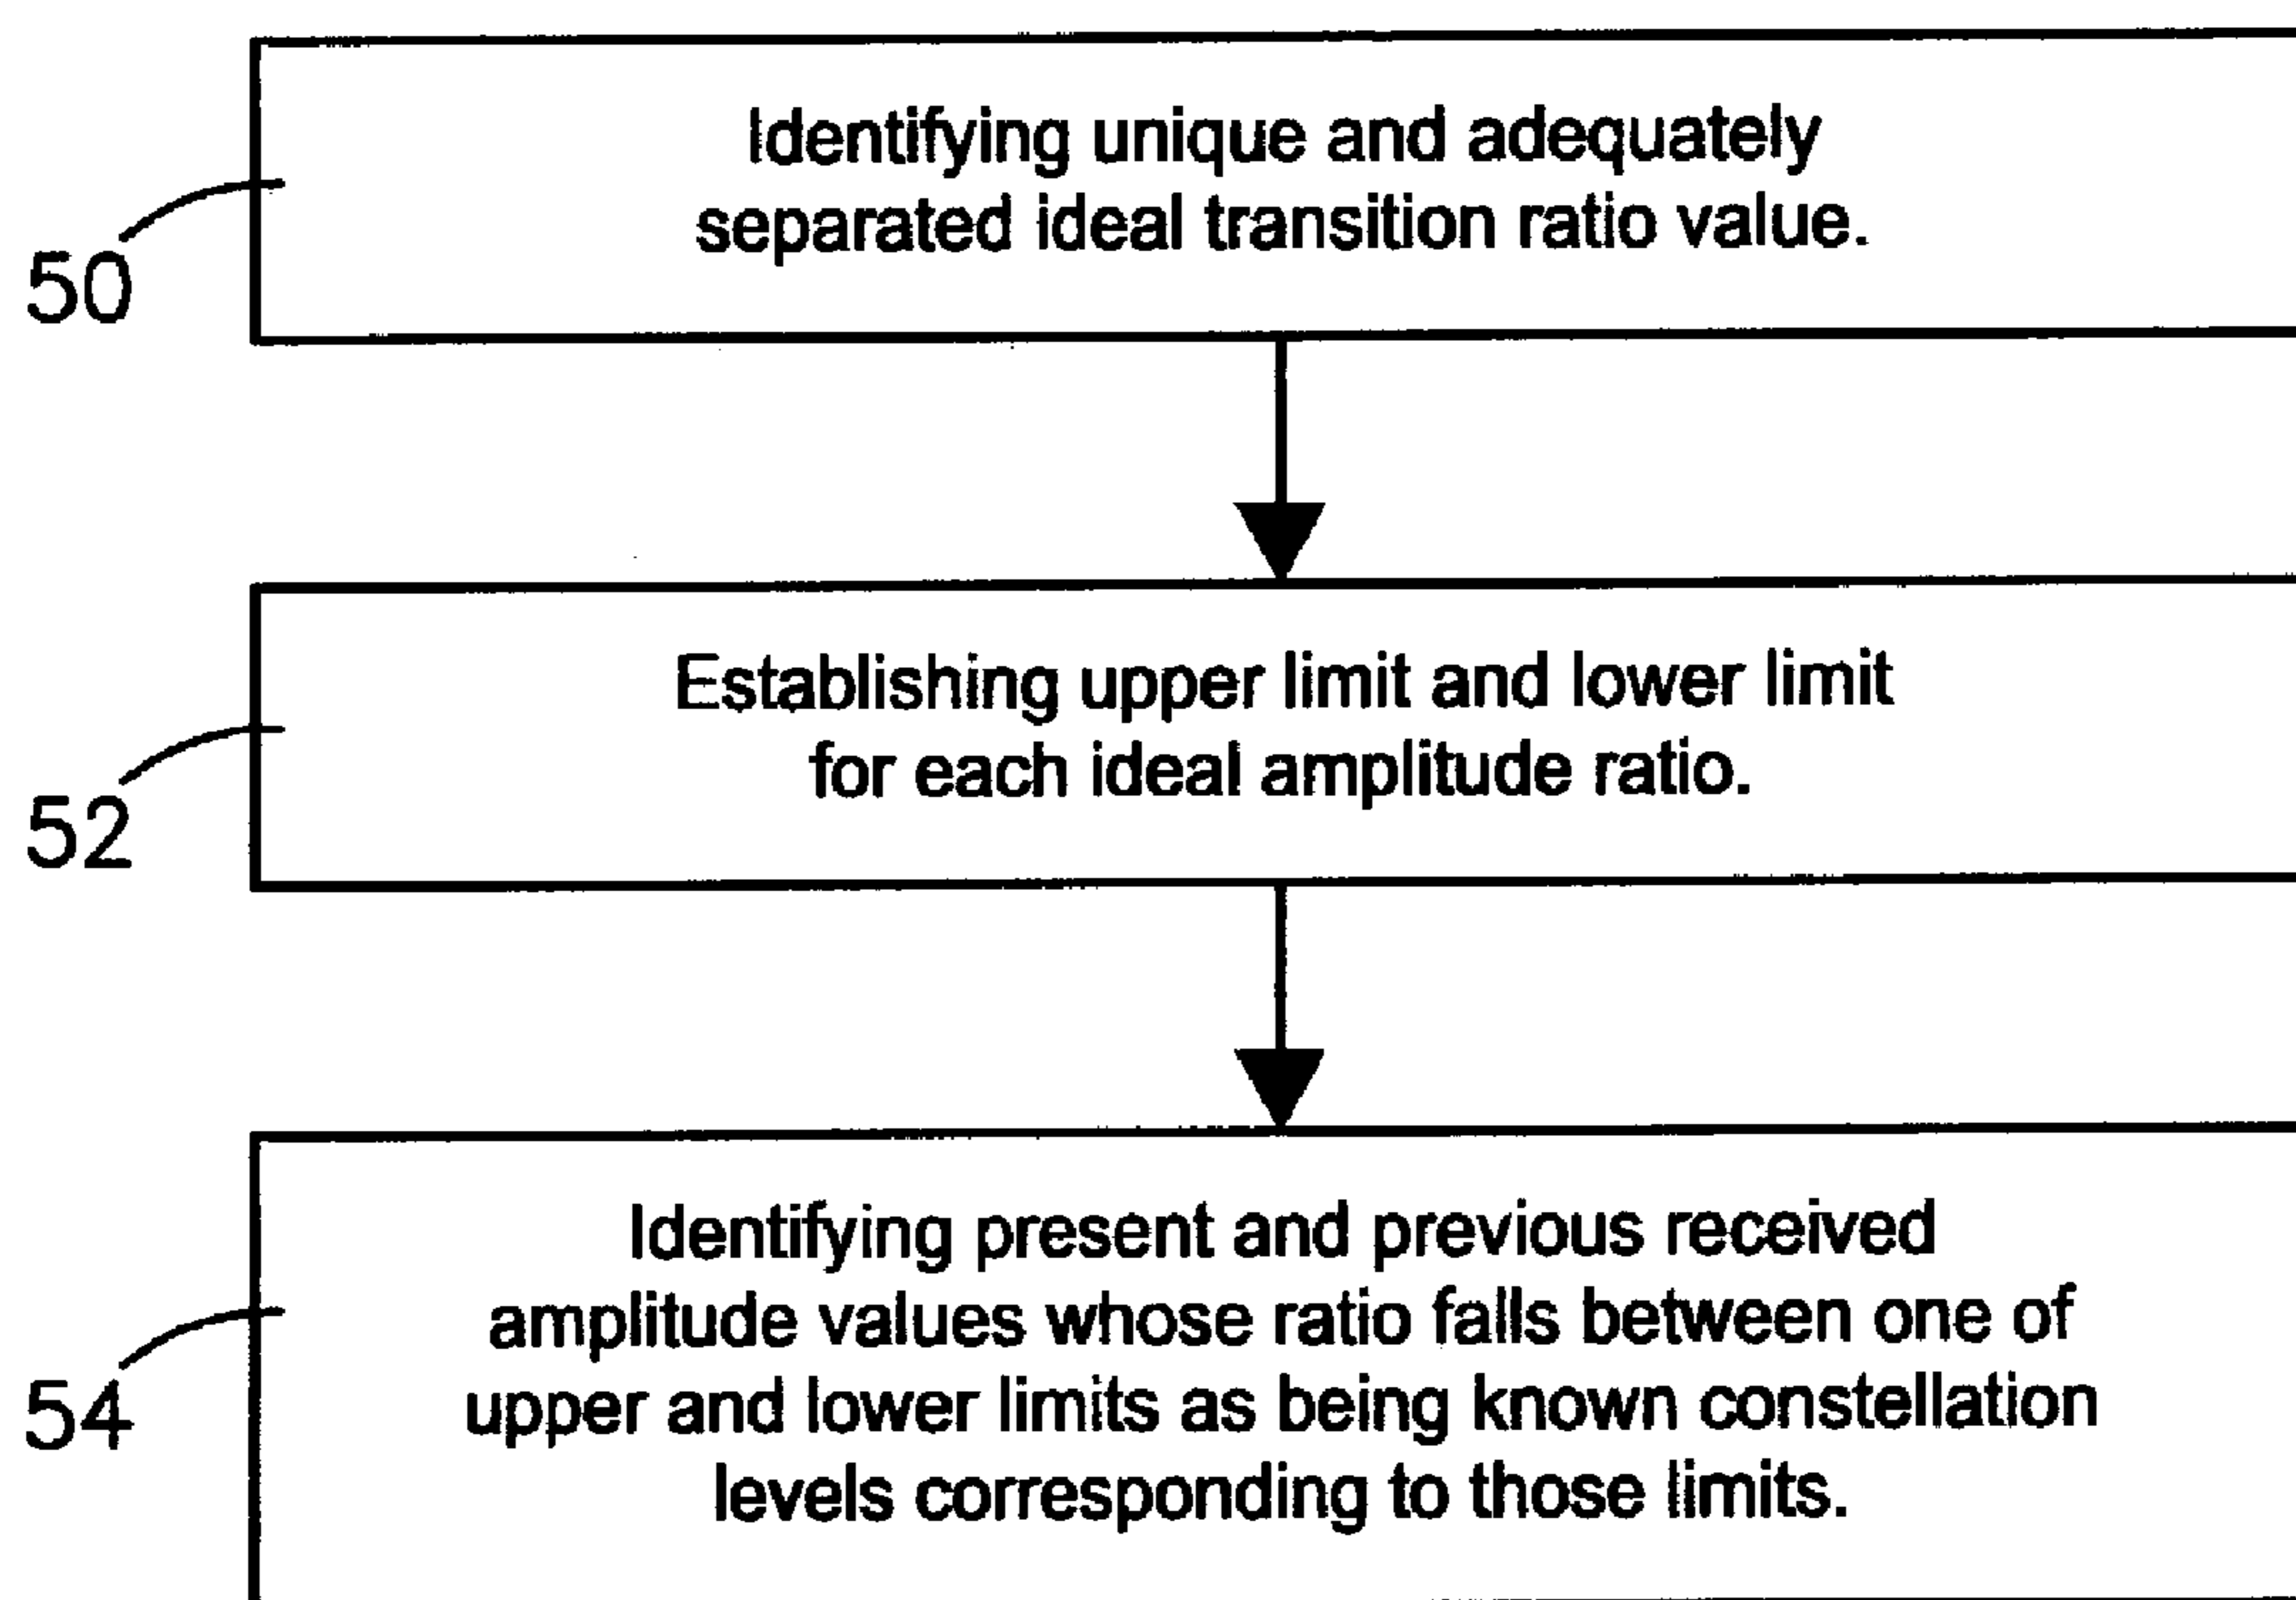 Identifying unique and adequately
separated ideal transition ratio value.
50
Establishing upper limit and lower limit
for each ideal amplitude ratio.
52
Identifying present and previous received
amplitude values whose ratio falls between one of
upper and lower limits as being known constellation
levels corresponding to those limits.
54